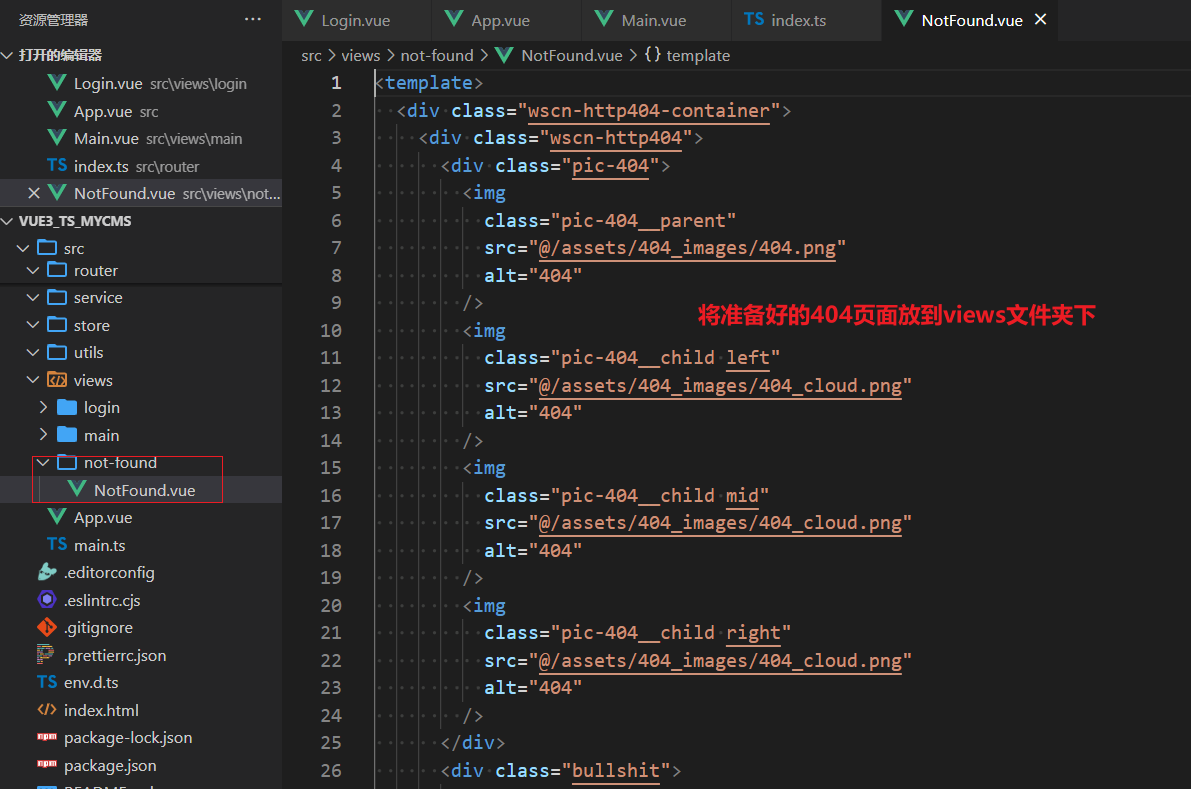 资源管理器 ···
打开的编辑器
Login.vue src\views\login
App.vue src
Main.vue src\views\main
TS index.ts src\router
NotFound.vue src\views\not...
VUE3_TS_MYCMS
src
router
service
store
utils
views
login
main
not-found
NotFound.vue
App.vue
TS main.ts
.editorconfig
.eslintrc.cjs
.gitignore
.prettierrc.json
TS env.d.ts
index.html
npm package-lock.json
npm package.json
Login.vue App.vue Main.vue TS index.ts NotFound.vue
src > views > not-found > NotFound.vue > {} template
1 <template>
2 <div class="wscn-http404-container">
3 <div class="wscn-http404">
4 <div class="pic-404">
5 <img
6 class="pic-404__parent"
7 src="@/assets/404_images/404.png"
8 alt="404"
9 />
10 <img
11 class="pic-404__child left"
12 src="@/assets/404_images/404_cloud.png"
13 alt="404"
14 />
15 <img
16 class="pic-404__child mid"
17 src="@/assets/404_images/404_cloud.png"
18 alt="404"
19 />
20 <img
21 class="pic-404__child right"
22 src="@/assets/404_images/404_cloud.png"
23 alt="404"
24 />
25 </div>
26 <div class="bullshit">
将准备好的404页面放到views文件夹下